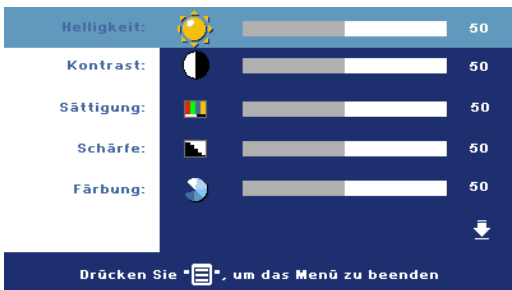 Helligkeit: 50
Kontrast: 50
Sättigung: 50
Schärfe: 50
Färbung: 50
Drücken Sie "", um das Menü zu beenden